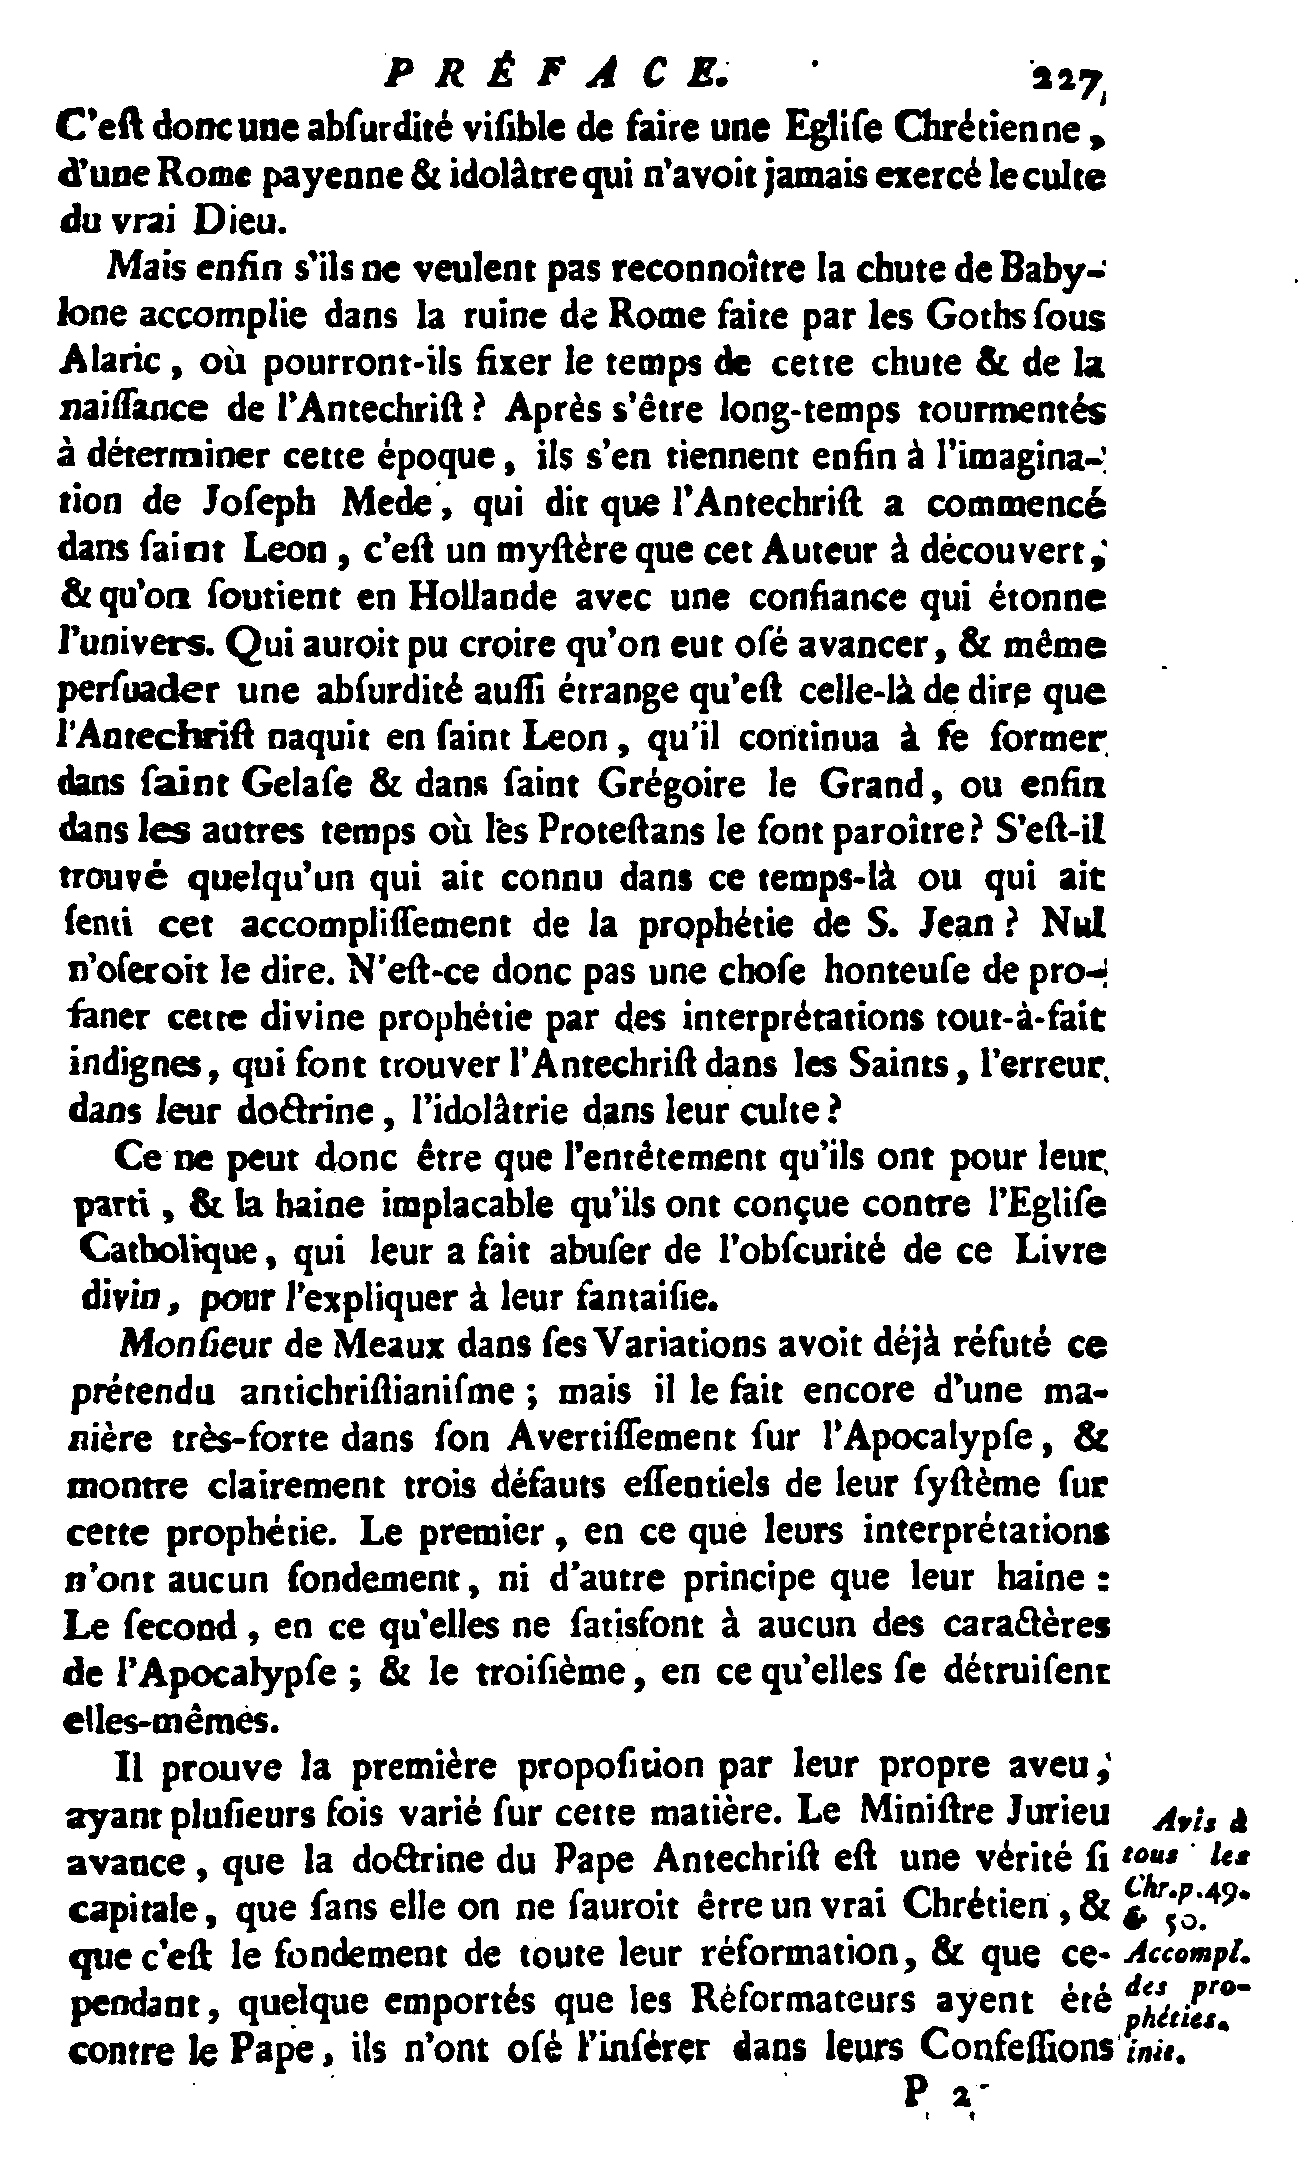 PRÉFACE. 227
C'eſt donc une abſurdité viſible de faire une Egliſe Chrétienne,
d'une Rome payenne & idolâtre qui n'avoit jamais exercé le culte
du vrai Dieu.
Mais enfin s'ils ne veulent pas reconnoître la chute de Baby-
lone accomplie dans la ruine de Rome faite par les Goths ſous
Alaric, où pourront-ils fixer le temps de cette chute & de la
naiſſance de l'Antechriſt? Après s'être long-temps tourmentés
à déterminer cette époque, ils s'en tiennent enfin à l'imagina-
tion de Joſeph Mede, qui dit que l'Antechriſt a commencé
dans ſaint Leon, c'eſt un myſtère que cet Auteur à découvert,
& qu'on ſoutient en Hollande avec une confiance qui étonne
l'univers. Qui auroit pu croire qu'on eut oſé avancer, & même
perſuader une abſurdité auſſi étrange qu'eſt celle-là de dire que
l'Antechriſt naquit en ſaint Leon, qu'il continua à ſe former
dans ſaint Gelaſe & dans ſaint Grégoire le Grand, ou enfin
dans les autres temps où les Proteſtans le font paroître? S'eſt-il
trouvé quelqu'un qui ait connu dans ce temps-là ou qui ait
ſenti cet accompliſſement de la prophétie de S. Jean? Nul
n'oſeroit le dire. N'eſt-ce donc pas une choſe honteuſe de pro-
faner cette divine prophétie par des interprétations tout-à-fait
indignes, qui font trouver l'Antechriſt dans les Saints, l'erreur
dans leur doctrine, l'idolâtrie dans leur culte?
Ce ne peut donc être que l'entêtement qu'ils ont pour leur
parti, & la haine implacable qu'ils ont conçue contre l'Egliſe
Catholique, qui leur a fait abuſer de l'obſcurité de ce Livre
divin, pour l'expliquer à leur fantaiſie.
Monſieur de Meaux dans ſes Variations avoit déjà réfuté ce
prétendu antichriſtianiſme; mais il le fait encore d'une ma-
nière très-forte dans ſon Avertiſſement ſur l'Apocalypſe, &
montre clairement trois défauts eſſentiels de leur ſyſtème ſur
cette prophétie. Le premier, en ce que leurs interprétations
n'ont aucun fondement, ni d'autre principe que leur haine:
Le ſecond, en ce qu'elles ne ſatisfont à aucun des caractères
de l'Apocalypſe; & le troiſième, en ce qu'elles ſe détruiſent
elles-mêmes.
Il prouve la première propoſition par leur propre aveu,
ayant pluſieurs fois varié ſur cette matière. Le Miniſtre Jurieu
avance, que la doctrine du Pape Antechriſt eſt une vérité ſi
capitale, que ſans elle on ne ſauroit être un vrai Chrétien, &
que c'eſt le fondement de toute leur réformation, & que ce-
pendant, quelque emportés que les Réformateurs ayent été
contre le Pape, ils n'ont oſé l'inſérer dans leurs Confeſſions
Avis à
tous les
Chr. p. 49.
& 50.
Accompl.
des pro-
phéties.
init.
P 2